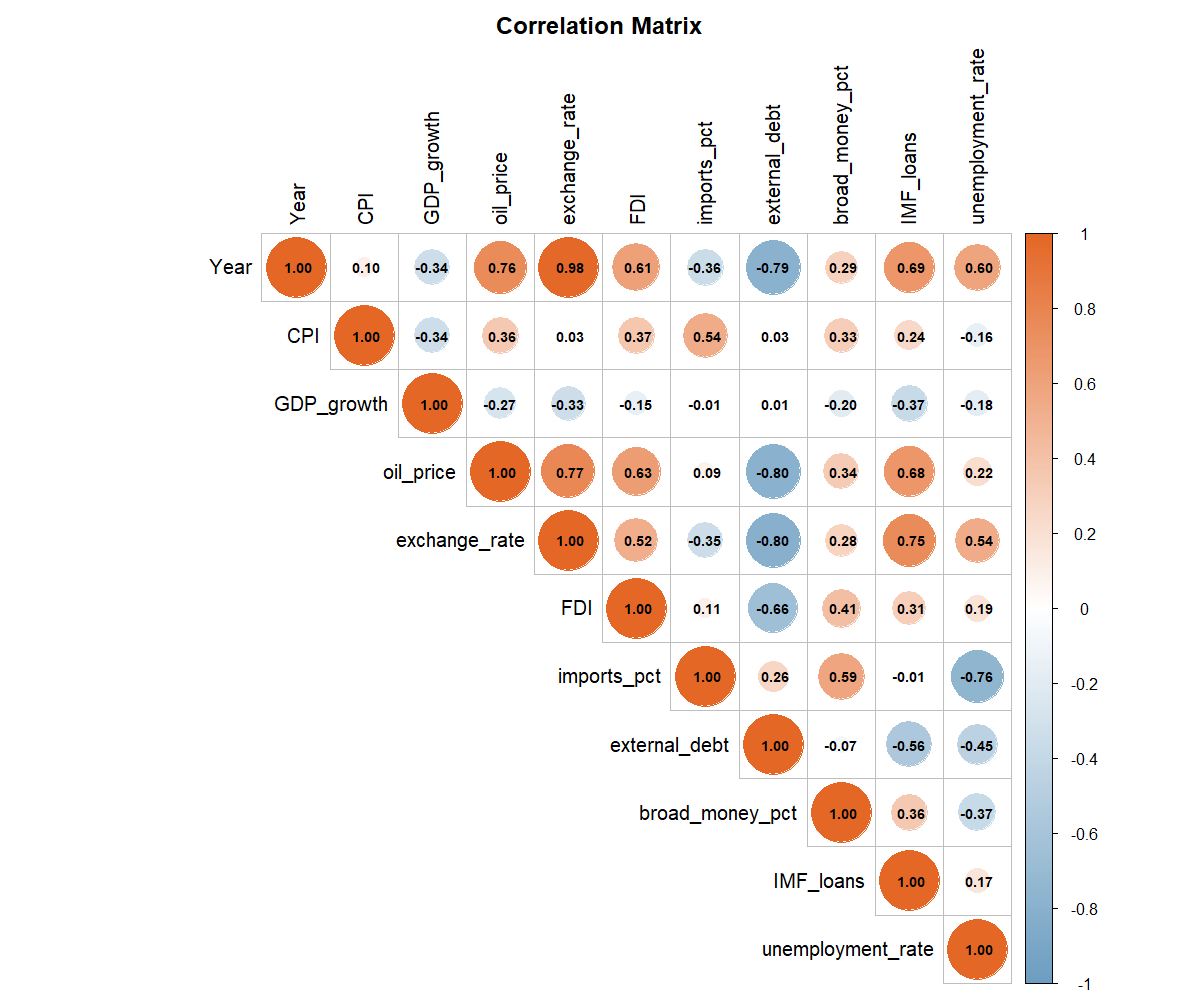 Correlation Matrix
Year CPI GDP_growth oil_price exchange_rate FDI imports_pct external_debt broad_money_pct IMF_loans unemployment_rate
Year 1.00 0.10 -0.34 0.76 0.98 0.61 -0.36 -0.79 0.29 0.69 0.60
CPI 1.00 -0.34 0.36 0.03 0.37 0.54 0.03 0.33 0.24 -0.16
GDP_growth 1.00 -0.27 -0.33 -0.15 -0.01 0.01 -0.20 -0.37 -0.18
oil_price 1.00 0.77 0.63 0.09 -0.80 0.34 0.68 0.22
exchange_rate 1.00 0.52 -0.35 -0.80 0.28 0.75 0.54
FDI 1.00 0.11 -0.66 0.41 0.31 0.19
imports_pct 1.00 0.26 0.59 -0.01 -0.76
external_debt 1.00 -0.07 -0.56 -0.45
broad_money_pct 1.00 0.36 -0.37
IMF_loans 1.00 0.17
unemployment_rate 1.00
1
0.8
0.6
0.4
0.2
0
-0.2
-0.4
-0.6
-0.8
-1